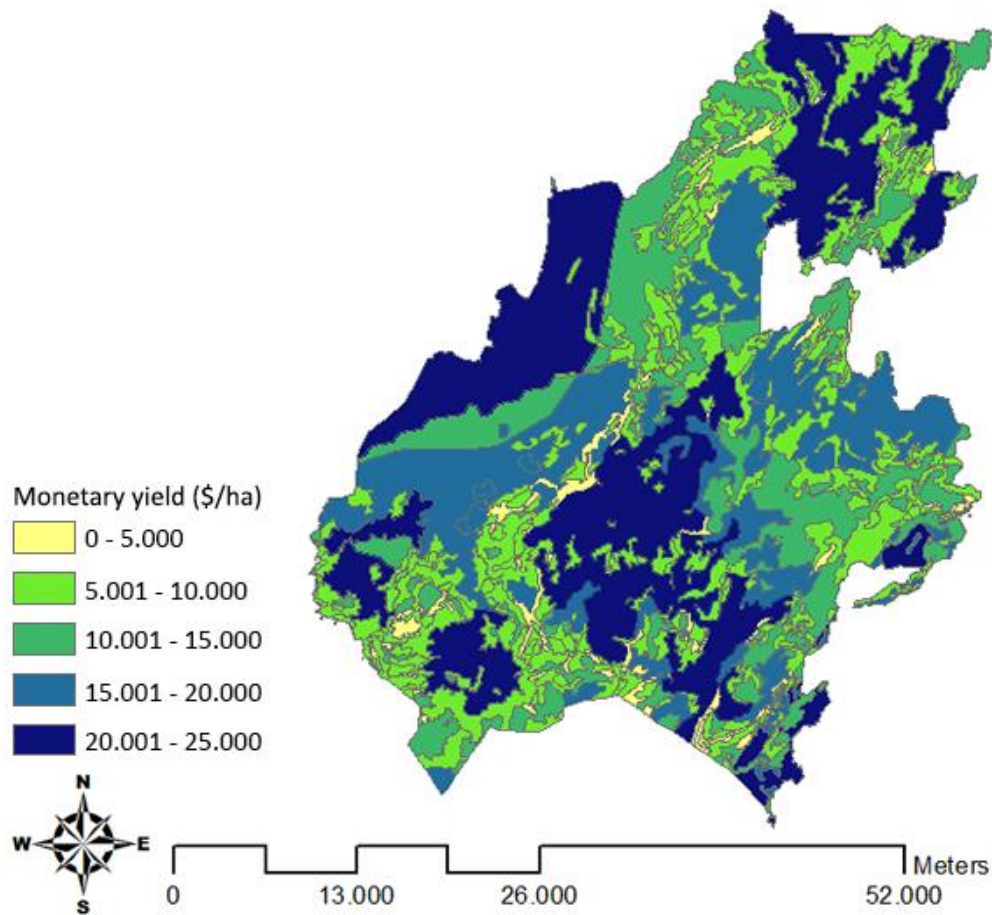 Monetary yield ($/ha)
0 - 5.000
5.001 - 10.000
10.001 - 15.000
15.001 - 20.000
20.001 - 25.000
N
W E
S
Meters
0 13.000 26.000 52.000